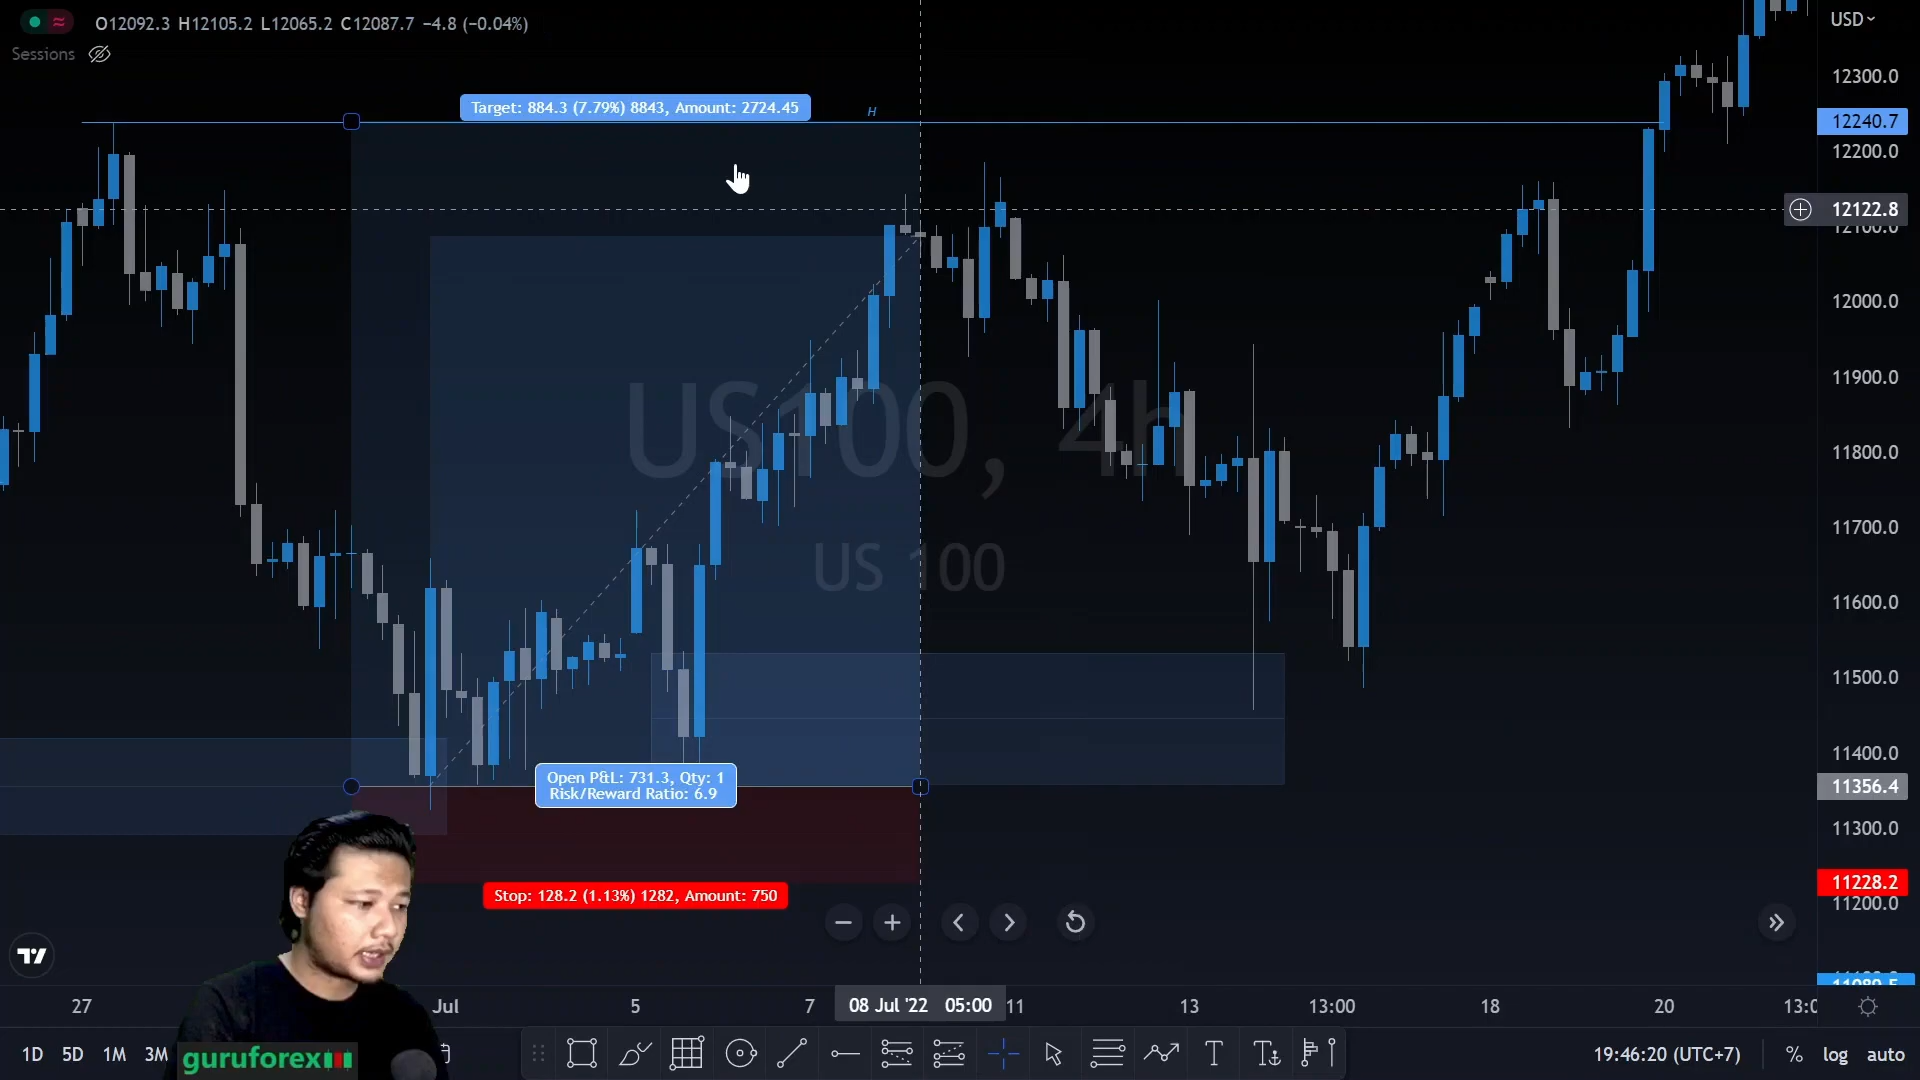 O12092.3 H12105.2 L12065.2 C12087.7 −4.8 (−0.04%)
USD
Sessions
12300.0
Target: 884.3 (7.79%) 8843, Amount: 2724.45
H
12240.7
12200.0
12122.8
12100.0
12000.0
11900.0
US100, 4h
11800.0
11700.0
US 100
11600.0
11500.0
11400.0
Open P&L: 731.3, Qty: 1
Risk/Reward Ratio: 6.9
11356.4
11300.0
Stop: 128.2 (1.13%) 1282, Amount: 750
11228.2
11200.0
27
Jul
5
7
08 Jul '22 05:00
11
13
13:00
18
20
1D 5D 1M 3M
guruforex
19:46:20 (UTC+7)
% log auto